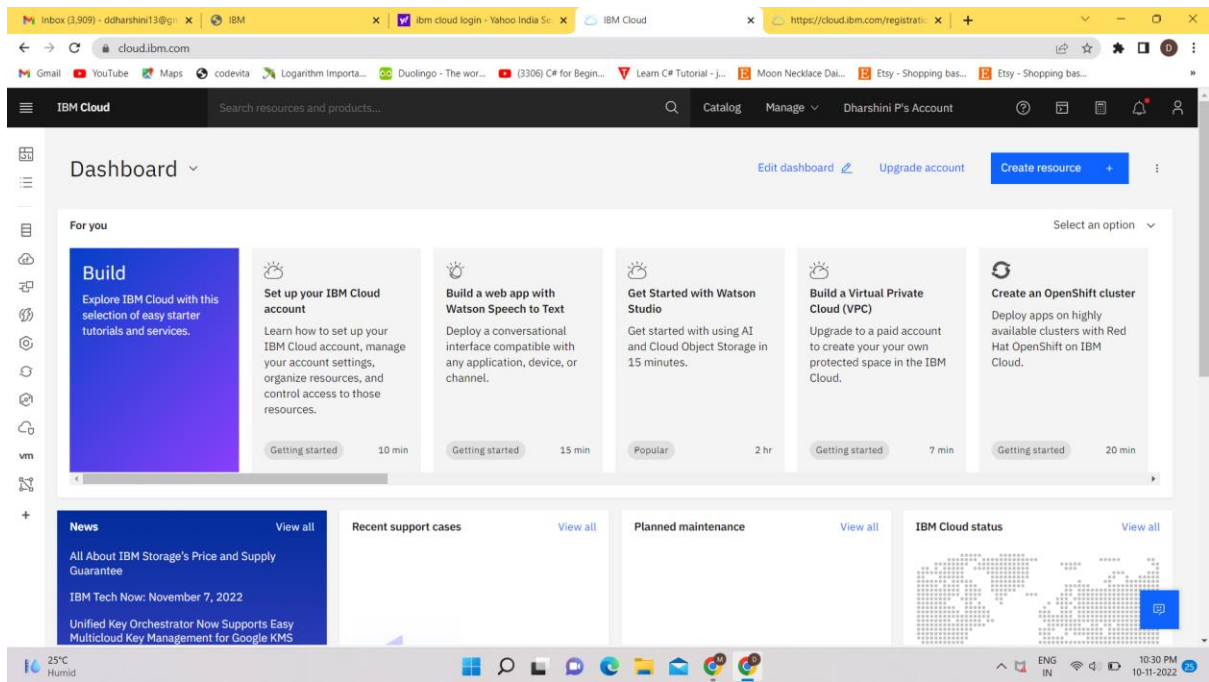 Inbox (3,909) - ddharshini13@gm
IBM
ibm cloud login - Yahoo India Se
IBM Cloud
https://cloud.ibm.com/registratio
cloud.ibm.com
D
Gmail
YouTube
Maps
codevita
Logarithm Importa...
Duolingo - The wor...
(3306) C# for Begin...
Learn C# Tutorial - j...
Moon Necklace Dai...
Etsy - Shopping bas...
Etsy - Shopping bas...
IBM Cloud
Search resources and products...
Catalog
Manage
Dharshini P's Account
Dashboard
Edit dashboard
Upgrade account
Create resource +
For you
Select an option
Build
Explore IBM Cloud with this
selection of easy starter
tutorials and services.
Set up your IBM Cloud
account
Learn how to set up your
IBM Cloud account, manage
your account settings,
organize resources, and
control access to those
resources.
Getting started
10 min
Build a web app with
Watson Speech to Text
Deploy a conversational
interface compatible with
any application, device, or
channel.
Getting started
15 min
Get Started with Watson
Studio
Get started with using AI
and Cloud Object Storage in
15 minutes.
Popular
2 hr
Build a Virtual Private
Cloud (VPC)
Upgrade to a paid account
to create your your own
protected space in the IBM
Cloud.
Getting started
7 min
Create an OpenShift cluster
Deploy apps on highly
available clusters with Red
Hat OpenShift on IBM
Cloud.
Getting started
20 min
vm
News
View all
All About IBM Storage's Price and Supply
Guarantee
IBM Tech Now: November 7, 2022
Unified Key Orchestrator Now Supports Easy
Multicloud Key Management for Google KMS
Recent support cases
View all
Planned maintenance
View all
IBM Cloud status
View all
25°C
Humid
ENG
IN
10:30 PM
10-11-2022
25